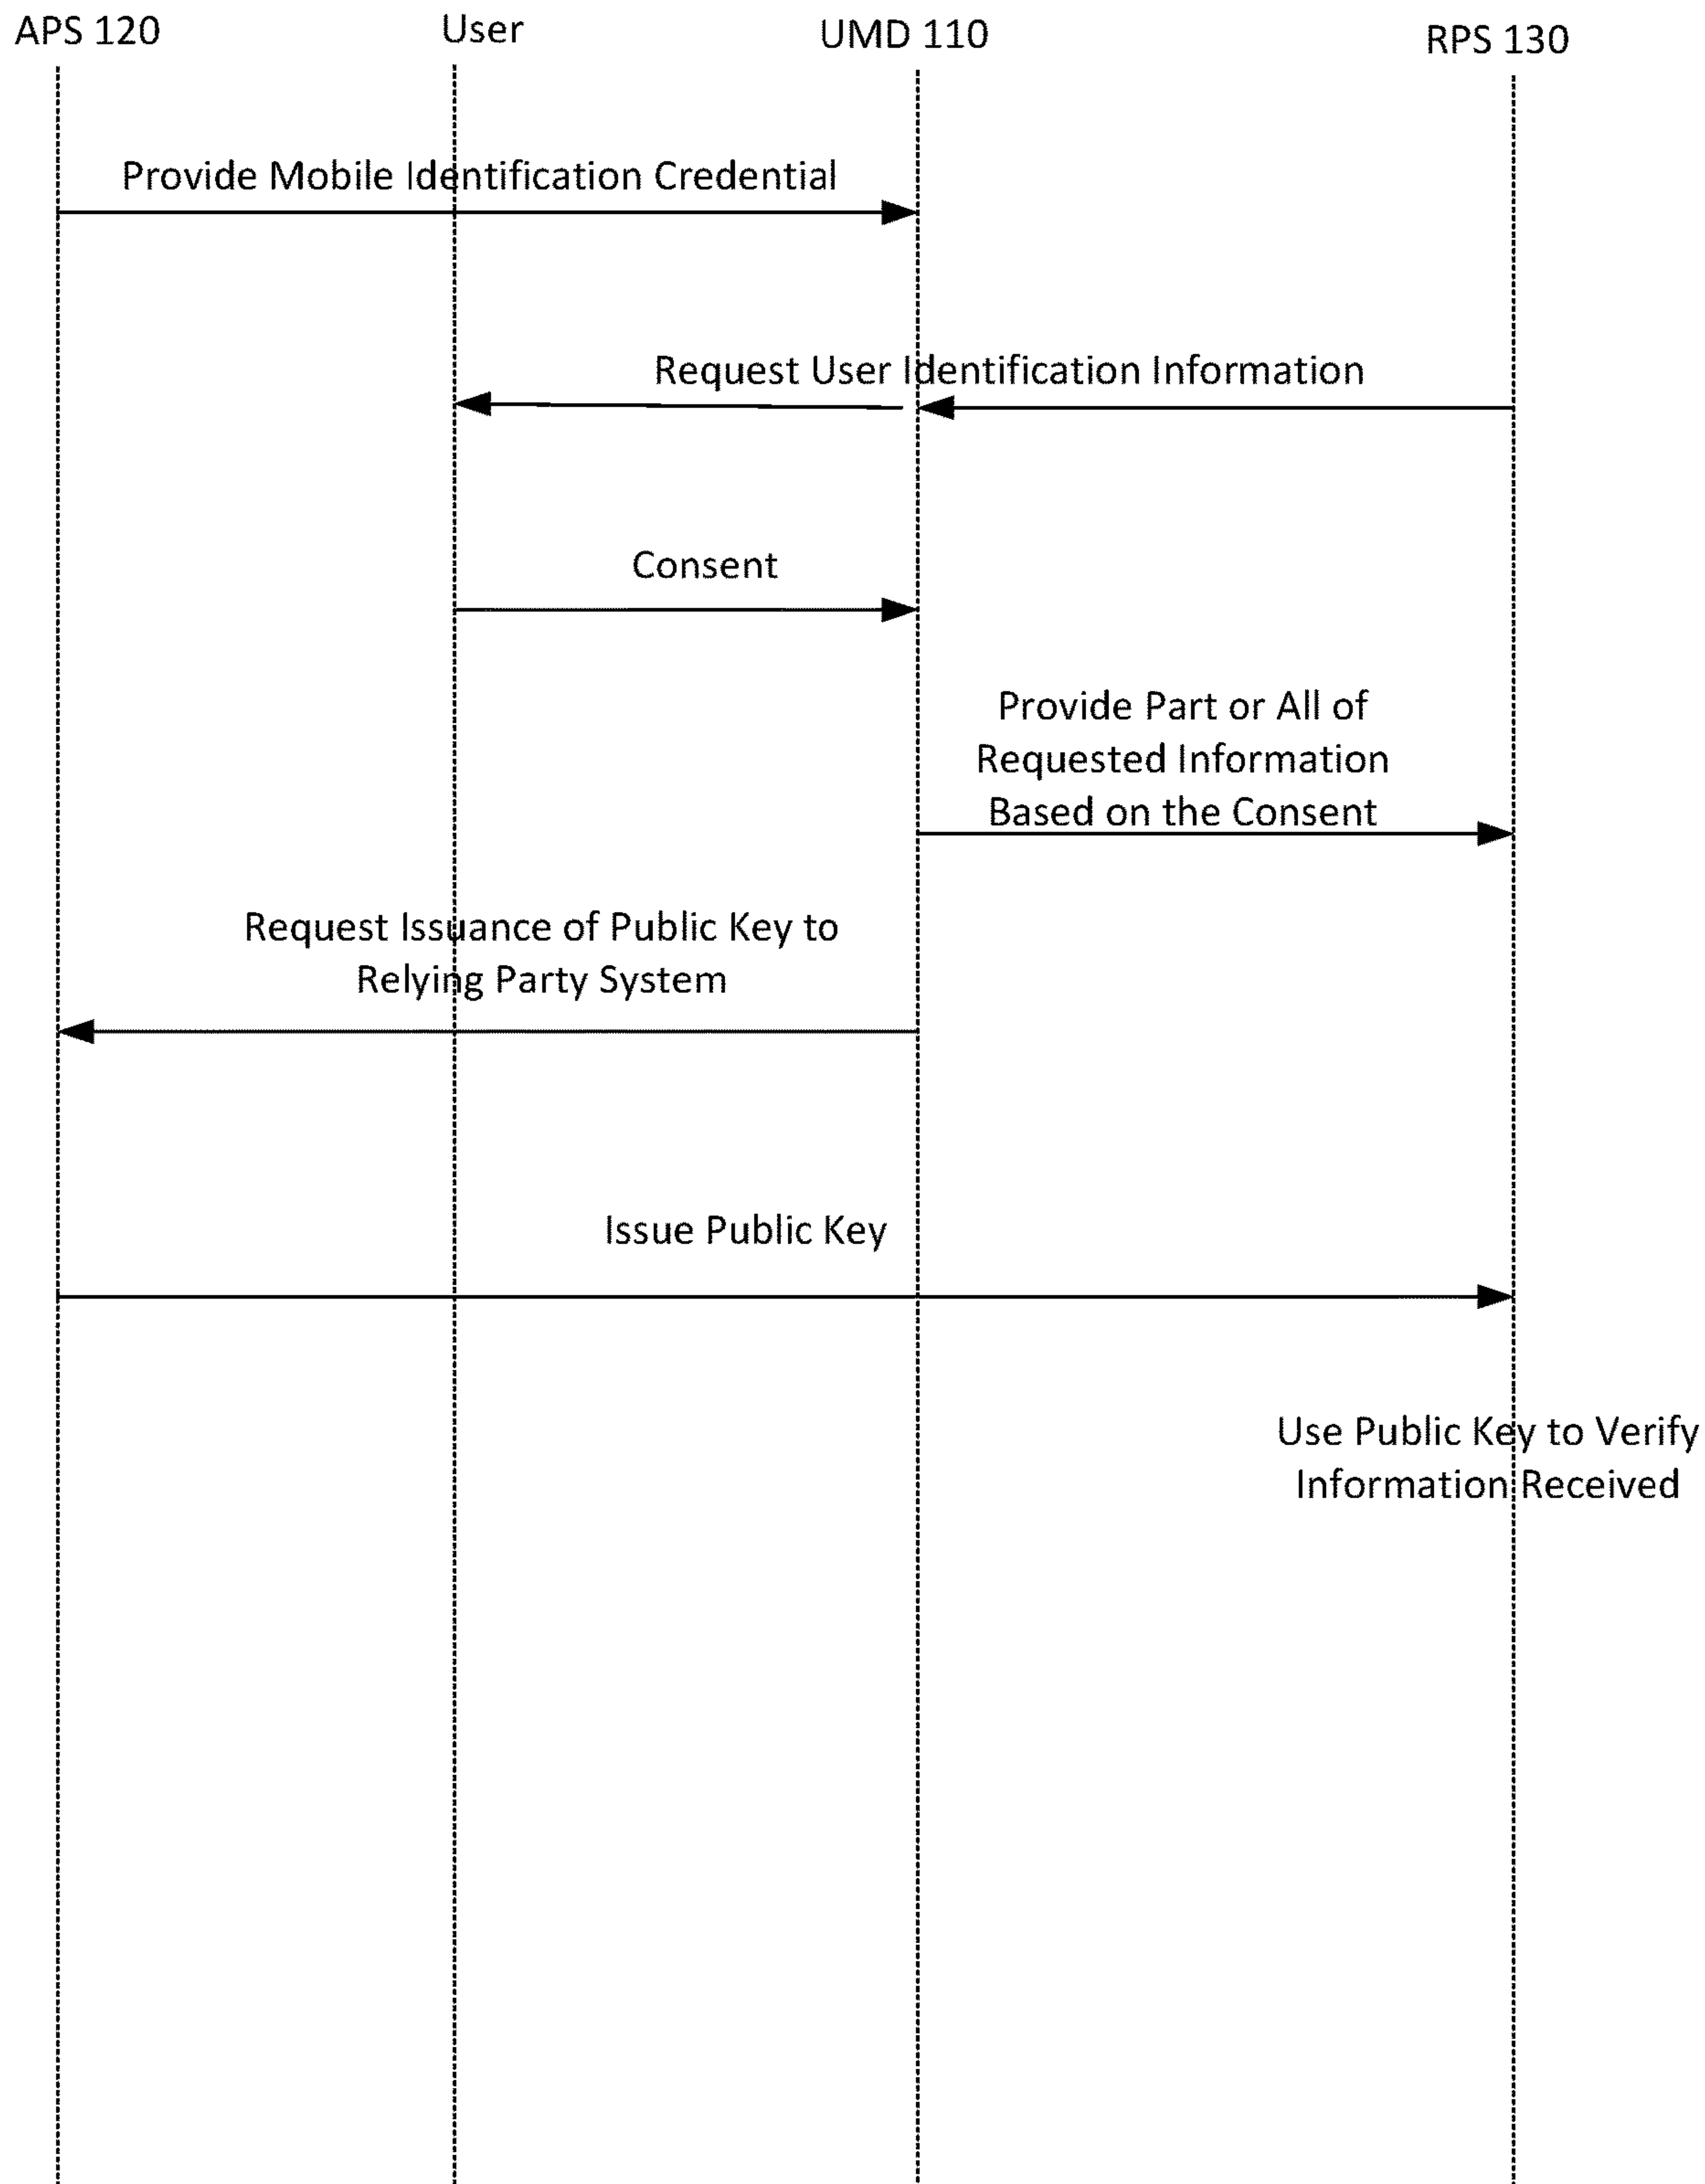 APS 120
User
UMD 110
RPS 130
Provide Mobile Identification Credential
Request User Identification Information
Consent
Provide Part or All of
Requested Information
Based on the Consent
Request Issuance of Public Key to
Relying Party System
Issue Public Key
Use Public Key to Verify
Information Received